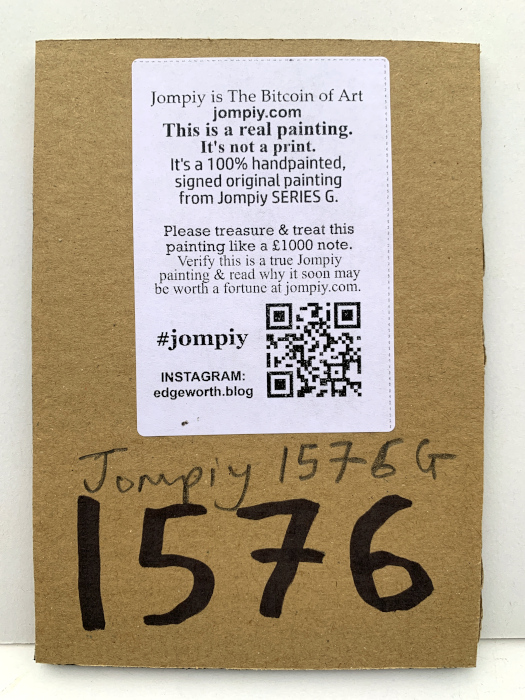 Jompiy is The Bitcoin of Art
jompiy.com
This is a real painting.
It's not a print.
It's a 100% handpainted,
signed original painting
from Jompiy SERIES G.
Please treasure & treat this
painting like a £1000 note.
Verify this is a true Jompiy
painting & read why it soon may
be worth a fortune at jompiy.com.
#jompiy
INSTAGRAM:
edgeworth.blog
Jompiy 1576 G
1576